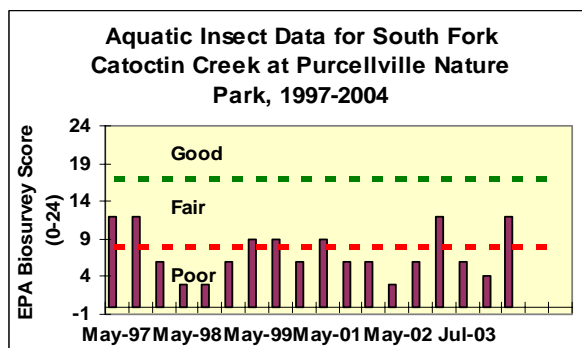 Aquatic Insect Data for South Fork
Catoctin Creek at Purcellville Nature
Park, 1997-2004
EPA Biosurvey Score
(0-24)
24
19
14
9
4
-1
Good
Fair
Poor
May-97 May-98 May-99 May-01 May-02 Jul-03